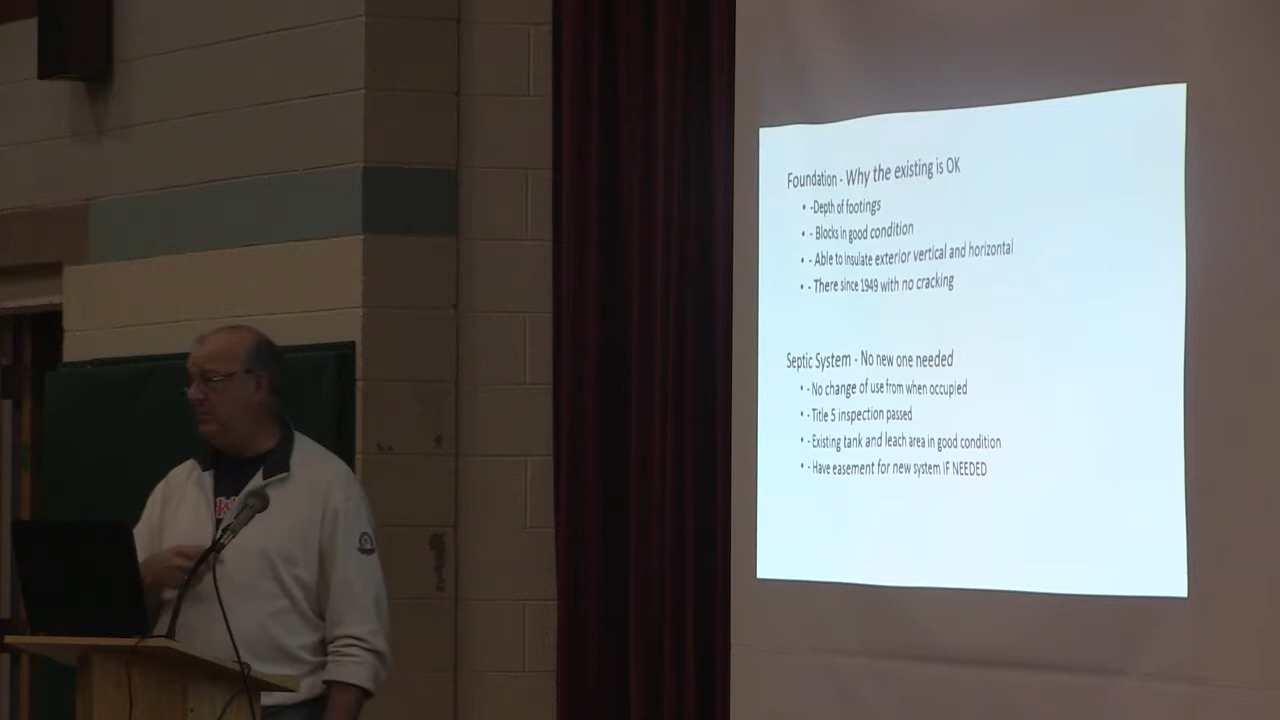 Foundation - Why the existing is OK
• -Depth of footings
• - Blocks in good condition
• - Able to insulate exterior vertical and horizontal
• - There since 1949 with no cracking
Septic System - No new one needed
• - No change of use from when occupied
• - Title 5 inspection passed
• - Existing tank and leach area in good condition
• - Have easement for new system IF NEEDED